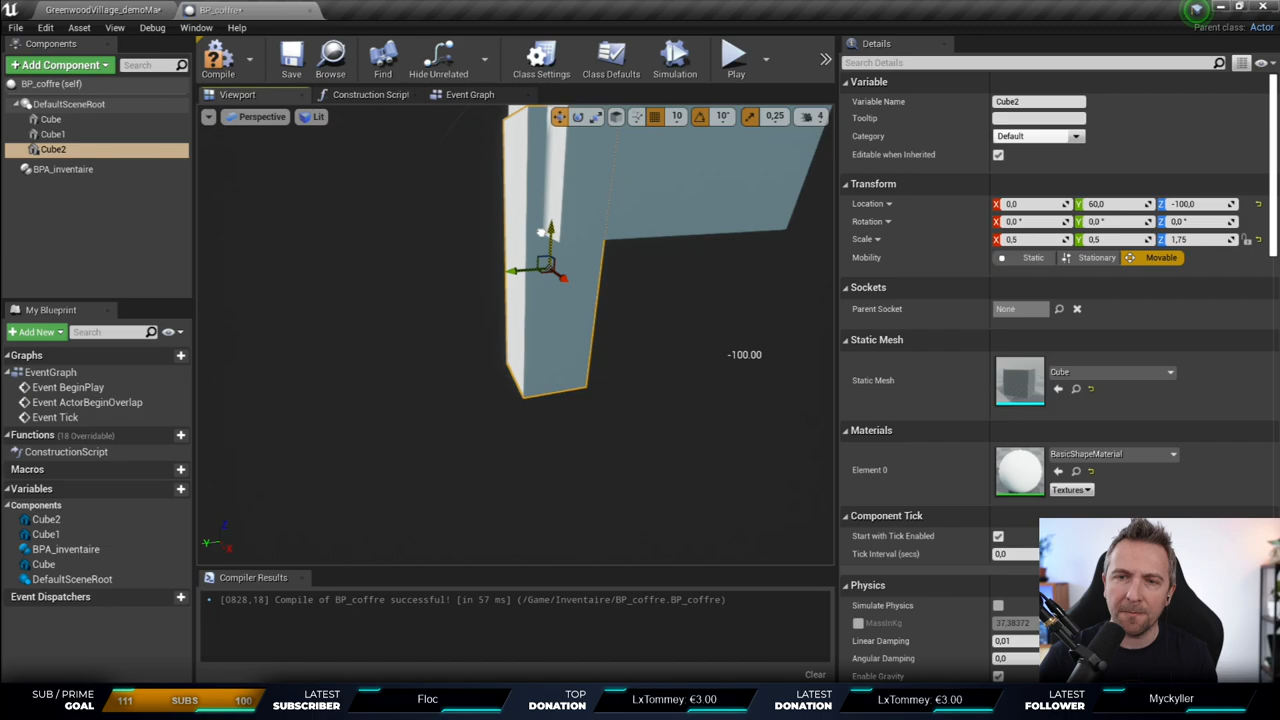 GreenwoodVillage_demoMa•
BP_coffre•
File Edit Asset View Debug Window Help
Parent class: Actor
Components
+ Add Component Search
BP_coffre (self)
DefaultSceneRoot
Cube
Cube1
Cube2
BPA_inventaire
Compile Save Browse Find Hide Unrelated Class Settings Class Defaults Simulation Play
Viewport Construction Scrip Event Graph
Perspective Lit 10 10° 0,25 4
-100.00
My Blueprint
+ Add New Search
Graphs
EventGraph
Event BeginPlay
Event ActorBeginOverlap
Event Tick
Functions (18 Overridable)
ConstructionScript
Macros
Variables
Components
Cube2
Cube1
BPA_inventaire
Cube
DefaultSceneRoot
Event Dispatchers
Compiler Results
[0828,18] Compile of BP_coffre successful! [in 57 ms] (/Game/Inventaire/BP_coffre.BP_coffre)
Clear
Details
Search Details
Variable
Variable Name Cube2
Tooltip
Category Default
Editable when Inherited
Transform
Location X 0,0 Y 60,0 Z -100,0
Rotation X 0,0 ° Y 0,0 ° Z 0,0 °
Scale X 0,5 Y 0,5 Z 1,75
Mobility Static Stationary Movable
Sockets
Parent Socket None
Static Mesh
Static Mesh Cube
Materials
Element 0 BasicShapeMaterial
Textures
Component Tick
Start with Tick Enabled
Tick Interval (secs) 0,0
Physics
Simulate Physics
MassInKg 37,38372
Linear Damping 0,01
Angular Damping 0,0
Enable Gravity
SUB / PRIME GOAL 111 SUBS 100 LATEST SUBSCRIBER Floc TOP DONATION LxTommey €3.00 LATEST DONATION LxTommey €3.00 LATEST FOLLOWER Myckyller